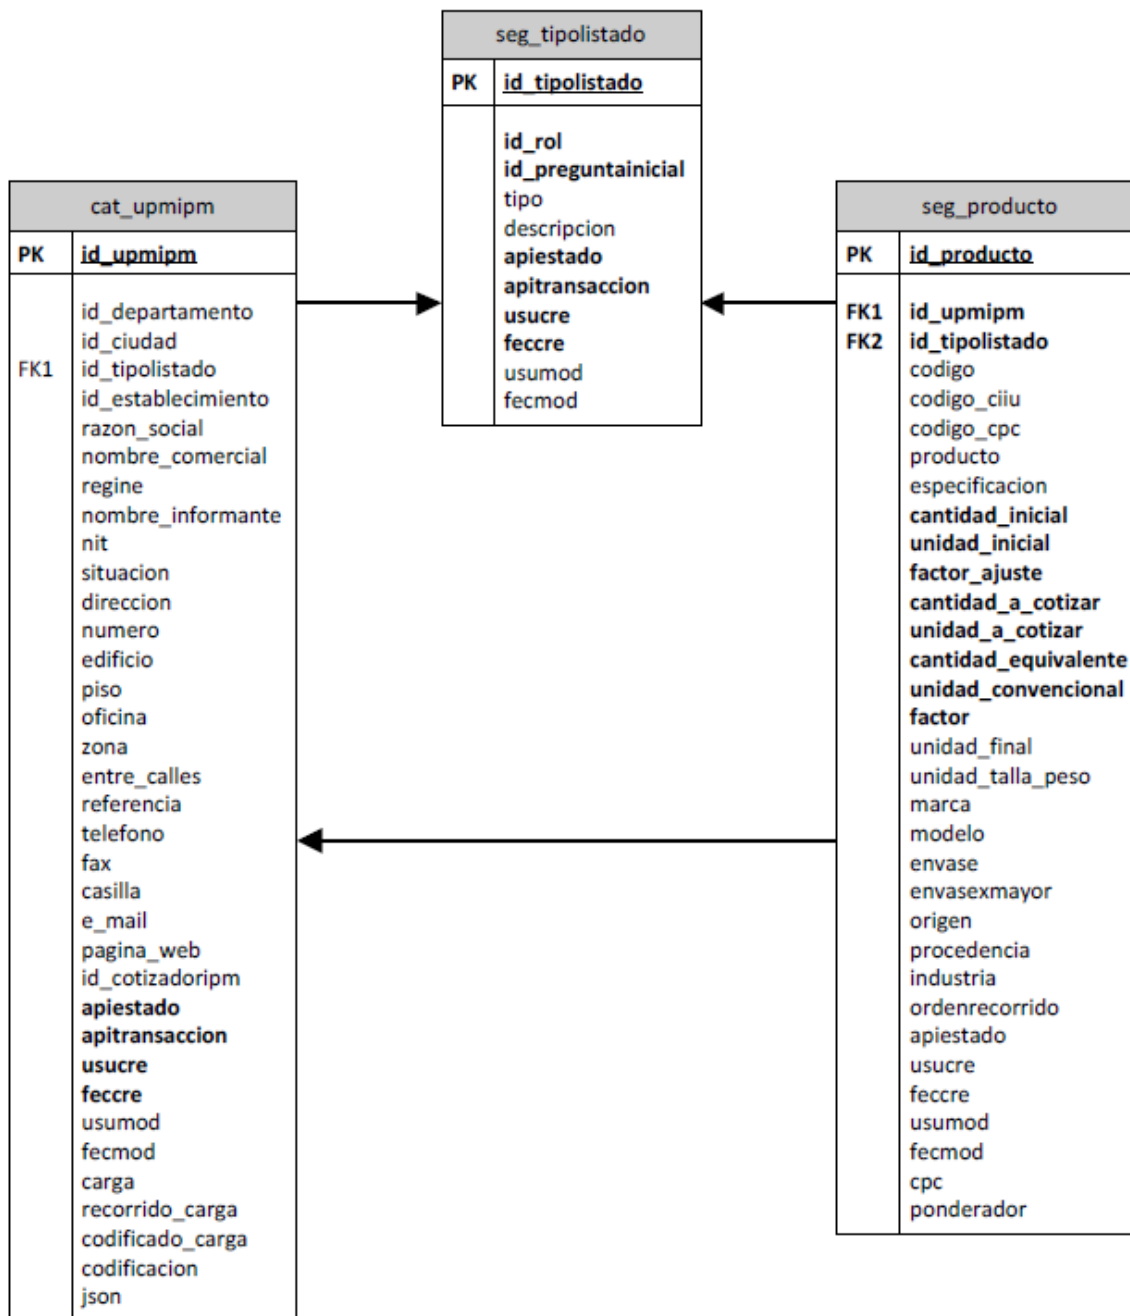 seg_tipolistado
PK id_tipolistado
id_rol
id_preguntainicial
tipo
descripcion
apiestado
apitransaccion
usucre
feccre
usumod
fecmod
cat_upmipm
PK id_upmipm
id_departamento
id_ciudad
FK1 id_tipolistado
id_establecimiento
razon_social
nombre_comercial
regine
nombre_informante
nit
situacion
direccion
numero
edificio
piso
oficina
zona
entre_calles
referencia
telefono
fax
casilla
e_mail
pagina_web
id_cotizadoripm
apiestado
apitransaccion
usucre
feccre
usumod
fecmod
carga
recorrido_carga
codificado_carga
codificacion
json
seg_producto
PK id_producto
FK1 id_upmipm
FK2 id_tipolistado
codigo
codigo_ciiu
codigo_cpc
producto
especificacion
cantidad_inicial
unidad_inicial
factor_ajuste
cantidad_a_cotizar
unidad_a_cotizar
cantidad_equivalente
unidad_convencional
factor
unidad_final
unidad_talla_peso
marca
modelo
envase
envasexmayor
origen
procedencia
industria
ordenrecorrido
apiestado
usucre
feccre
usumod
fecmod
cpc
ponderador